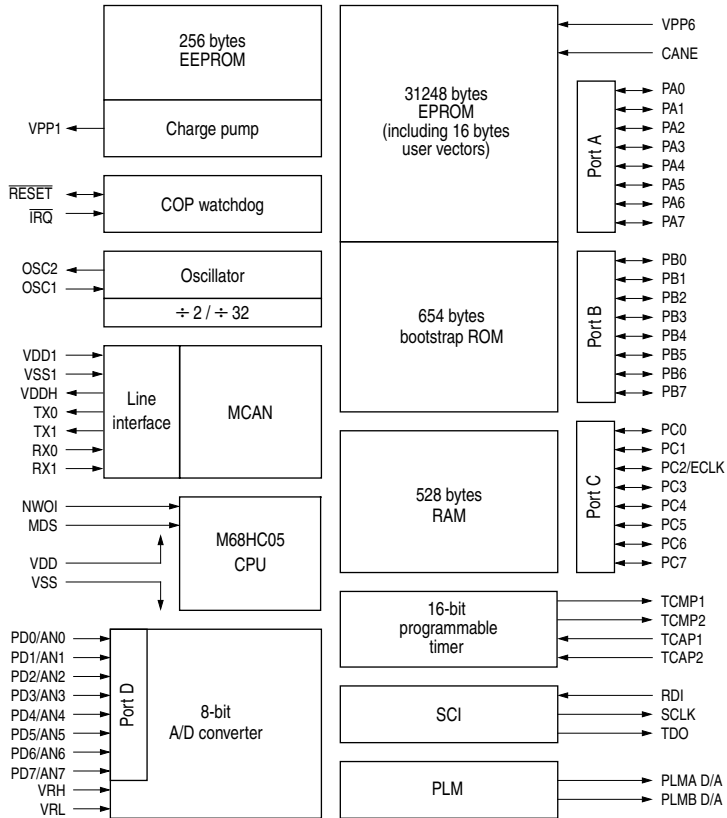 256 bytes
EEPROM
Charge pump
VPP1
COP watchdog
RESET
IRQ
Oscillator
÷ 2 / ÷ 32
OSC2
OSC1
VDD1
VSS1
VDDH
TX0
TX1
RX0
RX1
Line
interface
MCAN
NWOI
MDS
VDD
VSS
M68HC05
CPU
PD0/AN0
PD1/AN1
PD2/AN2
PD3/AN3
PD4/AN4
PD5/AN5
PD6/AN6
PD7/AN7
VRH
VRL
Port D
8-bit
A/D converter
31248 bytes
EPROM
(including 16 bytes
user vectors)
VPP6
CANE
654 bytes
bootstrap ROM
Port A
PA0
PA1
PA2
PA3
PA4
PA5
PA6
PA7
Port B
PB0
PB1
PB2
PB3
PB4
PB5
PB6
PB7
528 bytes
RAM
Port C
PC0
PC1
PC2/ECLK
PC3
PC4
PC5
PC6
PC7
16-bit
programmable
timer
TCMP1
TCMP2
TCAP1
TCAP2
SCI
RDI
SCLK
TDO
PLM
PLMA D/A
PLMB D/A